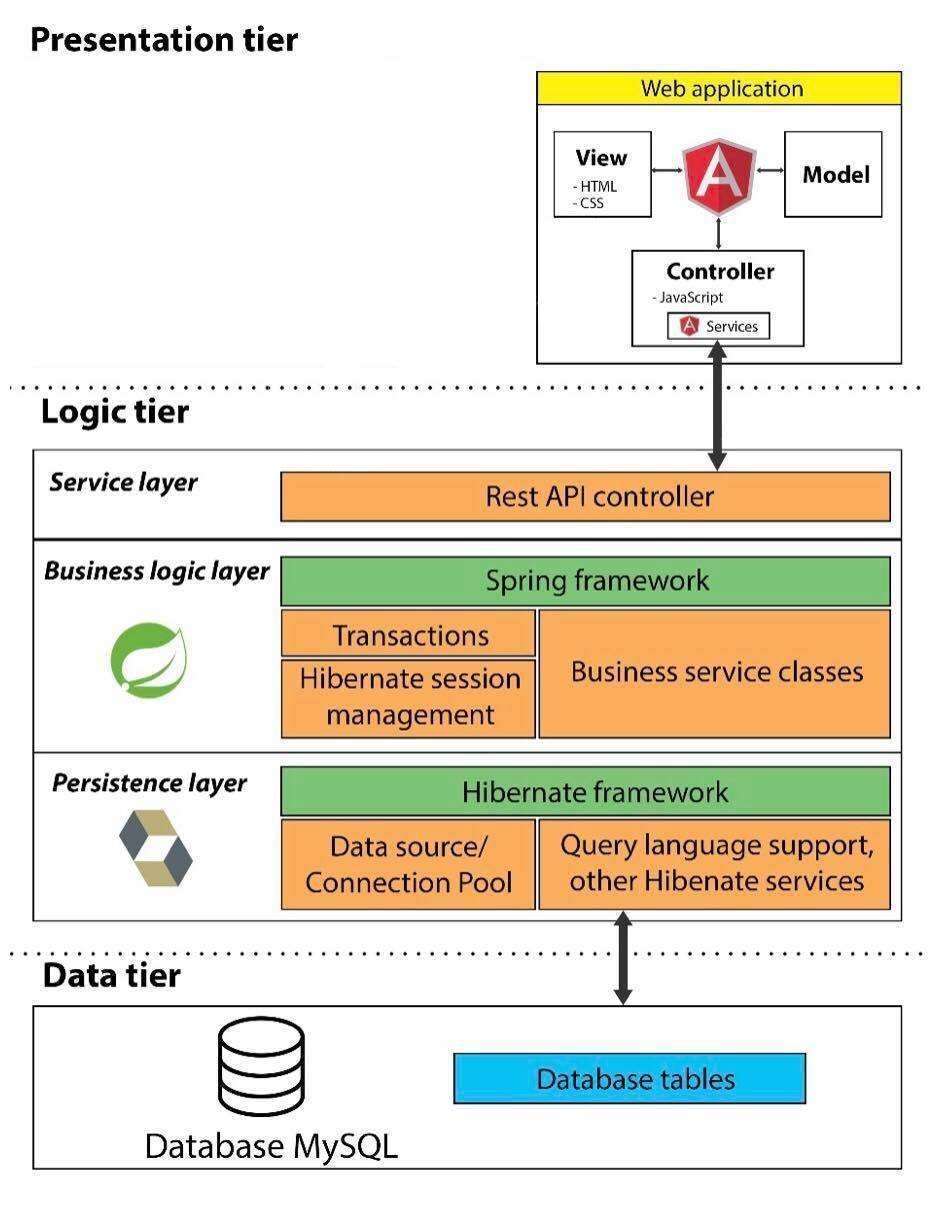 Presentation tier
Web application
View
- HTML
- CSS
A
Model
Controller
- JavaScript
A Services
Logic tier
Service layer
Rest API controller
Business logic layer
Spring framework
Transactions
Hibernate session
management
Business service classes
Persistence layer
Hibernate framework
Data source/
Connection Pool
Query language support,
other Hibenate services
Data tier
Database MySQL
Database tables